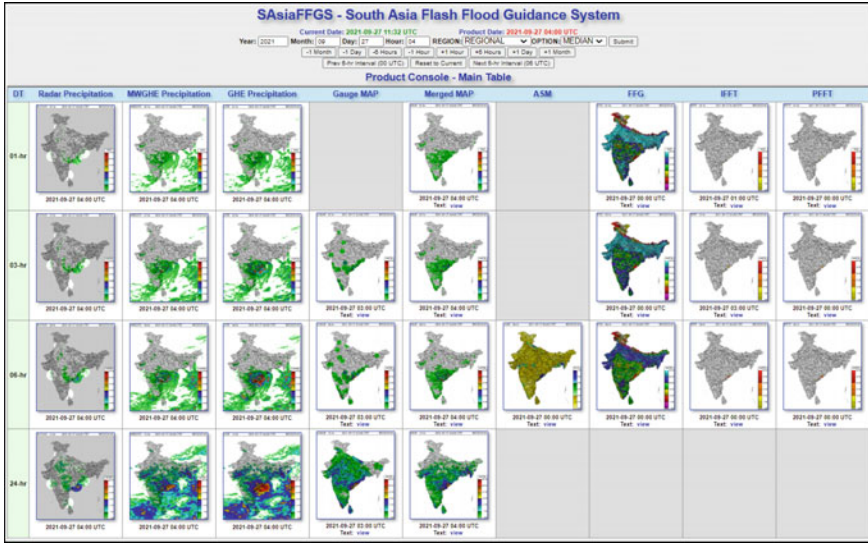 SAsiaFFGS - South Asia Flash Flood Guidance System
Current Date: 2021-09-27 11:32 UTC Product Date: 2021-09-27 04:00 UTC
Year: 2021 Month: 09 Day: 27 Hour: 04 REGION: REGIONAL OPTION: MEDIAN Submit
-1 Month -1 Day -6 Hours -1 Hour +1 Hour +6 Hours +1 Day +1 Month
Prev 6-hr Interval (00 UTC) Reset to Current Next 6-hr Interval (06 UTC)
Product Console - Main Table
DT Radar Precipitation MWGHE Precipitation GHE Precipitation Gauge MAP Merged MAP ASM FFG IFFT PFFT
01-hr
2021-09-27 04:00 UTC 2021-09-27 04:00 UTC 2021-09-27 04:00 UTC 2021-09-27 04:00 UTC 2021-09-27 00:00 UTC 2021-09-27 01:00 UTC 2021-09-27 00:00 UTC
Text: view Text: view Text: view Text: view
03-hr
2021-09-27 04:00 UTC 2021-09-27 04:00 UTC 2021-09-27 04:00 UTC 2021-09-27 03:00 UTC 2021-09-27 04:00 UTC 2021-09-27 00:00 UTC 2021-09-27 03:00 UTC 2021-09-27 00:00 UTC
Text: view Text: view Text: view Text: view Text: view
06-hr
2021-09-27 04:00 UTC 2021-09-27 04:00 UTC 2021-09-27 04:00 UTC 2021-09-27 03:00 UTC 2021-09-27 04:00 UTC 2021-09-27 00:00 UTC 2021-09-27 00:00 UTC 2021-09-27 00:00 UTC 2021-09-27 00:00 UTC
Text: view Text: view Text: view Text: view Text: view Text: view
24-hr
2021-09-27 04:00 UTC 2021-09-27 04:00 UTC 2021-09-27 04:00 UTC 2021-09-27 03:00 UTC 2021-09-27 04:00 UTC
Text: view Text: view